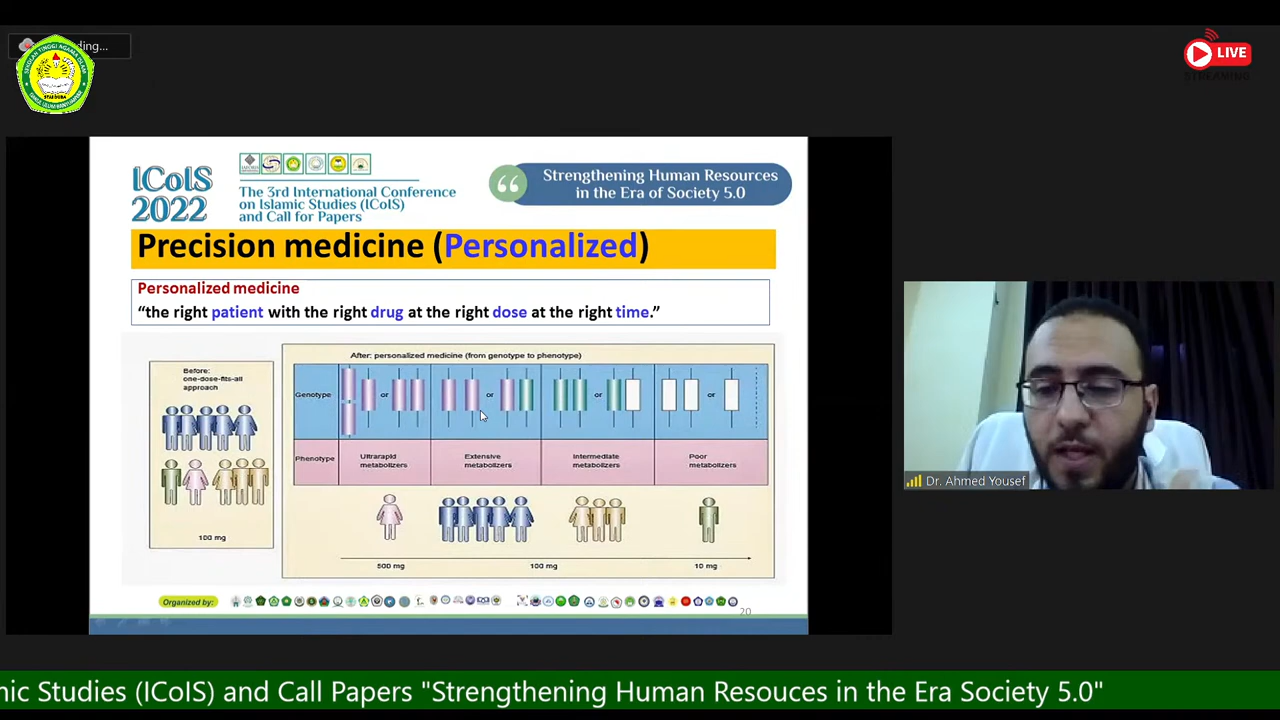 LIVE
STREAMING
ICoIS
2022
The 3rd International Conference
on Islamic Studies (ICoIS)
and Call for Papers
Strengthening Human Resources
in the Era of Society 5.0
Precision medicine (Personalized)
Personalized medicine
“the right patient with the right drug at the right dose at the right time.”
Before:
one-dose-fits-all
approach
100 mg
After: personalized medicine (from genotype to phenotype)
Genotype
or
or
or
or
Phenotype
Ultrarapid
metabolizers
Extensive
metabolizers
Intermediate
metabolizers
Poor
metabolizers
500 mg
100 mg
10 mg
Organized by:
20
Dr. Ahmed Yousef
mic Studies (ICoIS) and Call Papers "Strengthening Human Resouces in the Era Society 5.0"